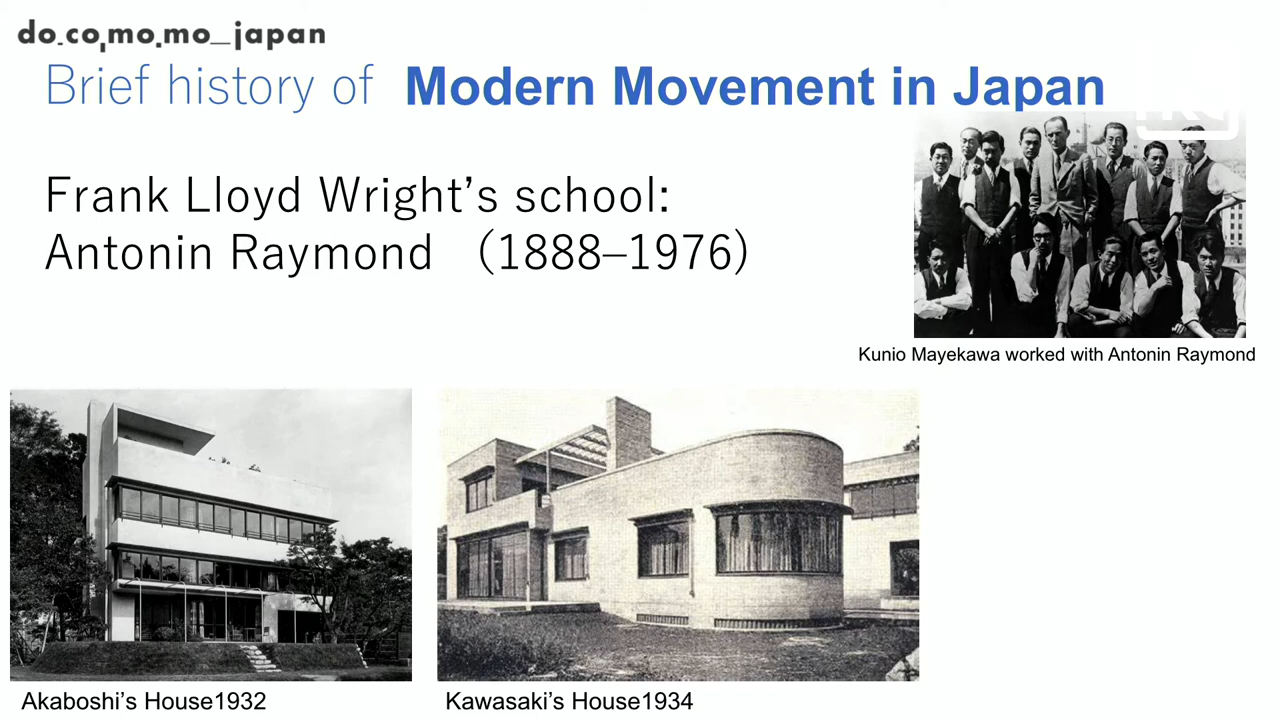 do.co,mo.mo_japan
Brief history of Modern Movement in Japan
Frank Lloyd Wright’s school:
Antonin Raymond （1888–1976）
Kunio Mayekawa worked with Antonin Raymond
Akaboshi’s House1932
Kawasaki’s House1934